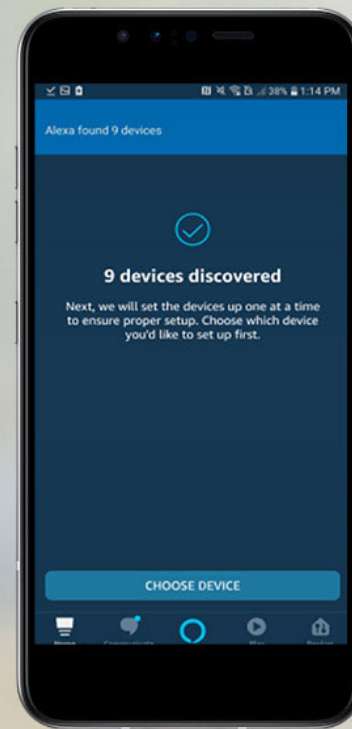 38% 1:14 PM
Alexa found 9 devices
9 devices discovered
Next, we will set the devices up one at a time
to ensure proper setup. Choose which device
you'd like to set up first.
CHOOSE DEVICE